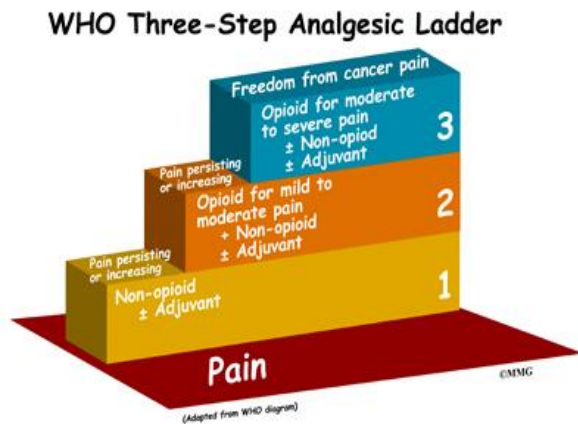 WHO Three-Step Analgesic Ladder
Freedom from cancer pain
Opioid for moderate
to severe pain
± Non-opiod
± Adjuvant
3
Pain persisting
or increasing
Opioid for mild to
moderate pain
+ Non-opioid
± Adjuvant
2
Pain persisting
or increasing
Non-opioid
± Adjuvant
1
Pain
©MMG
(Adapted from WHO diagram)